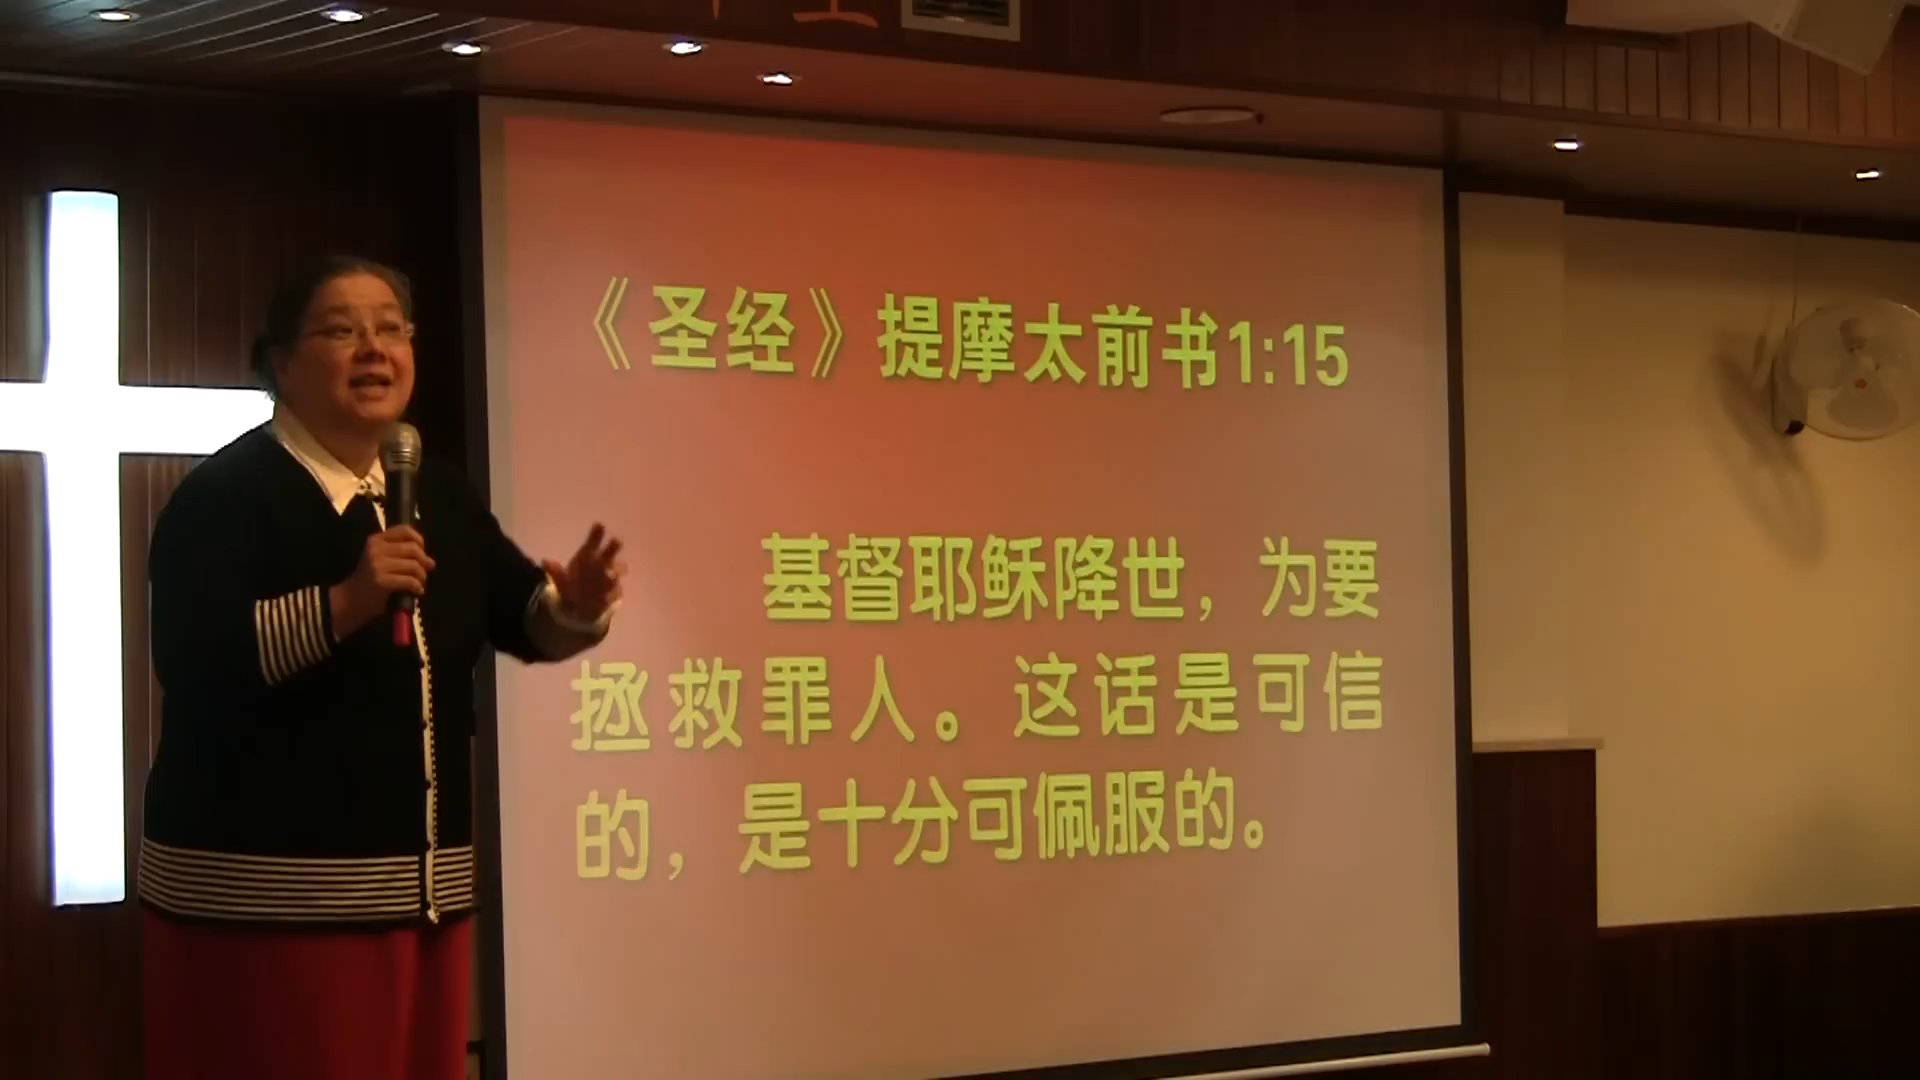 《圣经》提摩太前书1:15
基督耶稣降世，为要
拯救罪人。这话是可信
的，是十分可佩服的。